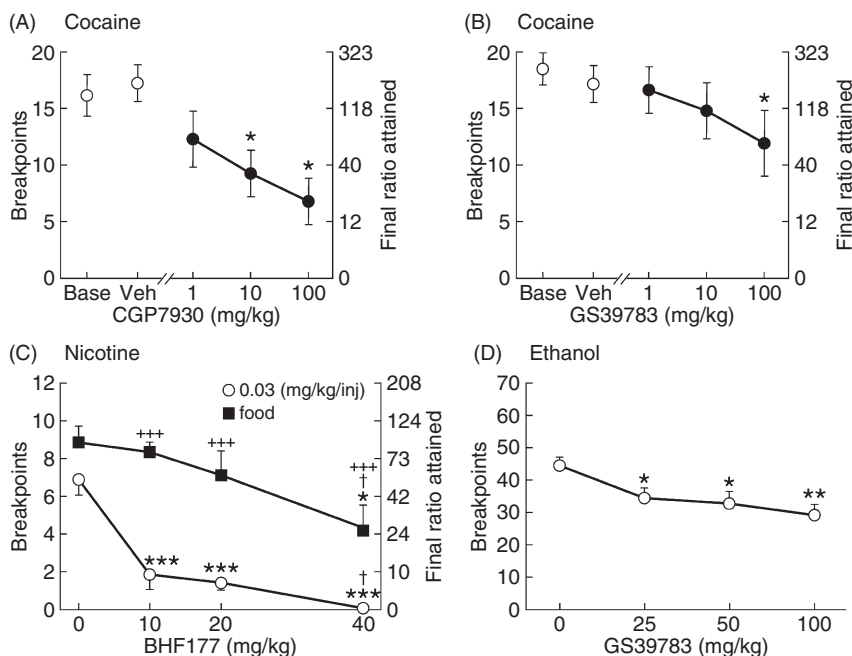 (A) Cocaine
20
15
10
5
0
Breakpoints
323
118
40
12
0
Final ratio attained
*
*
Base Veh 1 10 100
CGP7930 (mg/kg)
(B) Cocaine
20
15
10
5
0
Breakpoints
323
118
40
12
0
Final ratio attained
*
Base Veh 1 10 100
GS39783 (mg/kg)
(C) Nicotine
12
10
8
6
4
2
0
Breakpoints
208
124
73
42
24
10
0
Final ratio attained
0.03 (mg/kg/inj)
food
+++
+++
+++
†
*
***
***
†
***
0 10 20 40
BHF177 (mg/kg)
(D) Ethanol
70
60
50
40
30
20
10
0
Breakpoints
*
*
**
0 25 50 100
GS39783 (mg/kg)